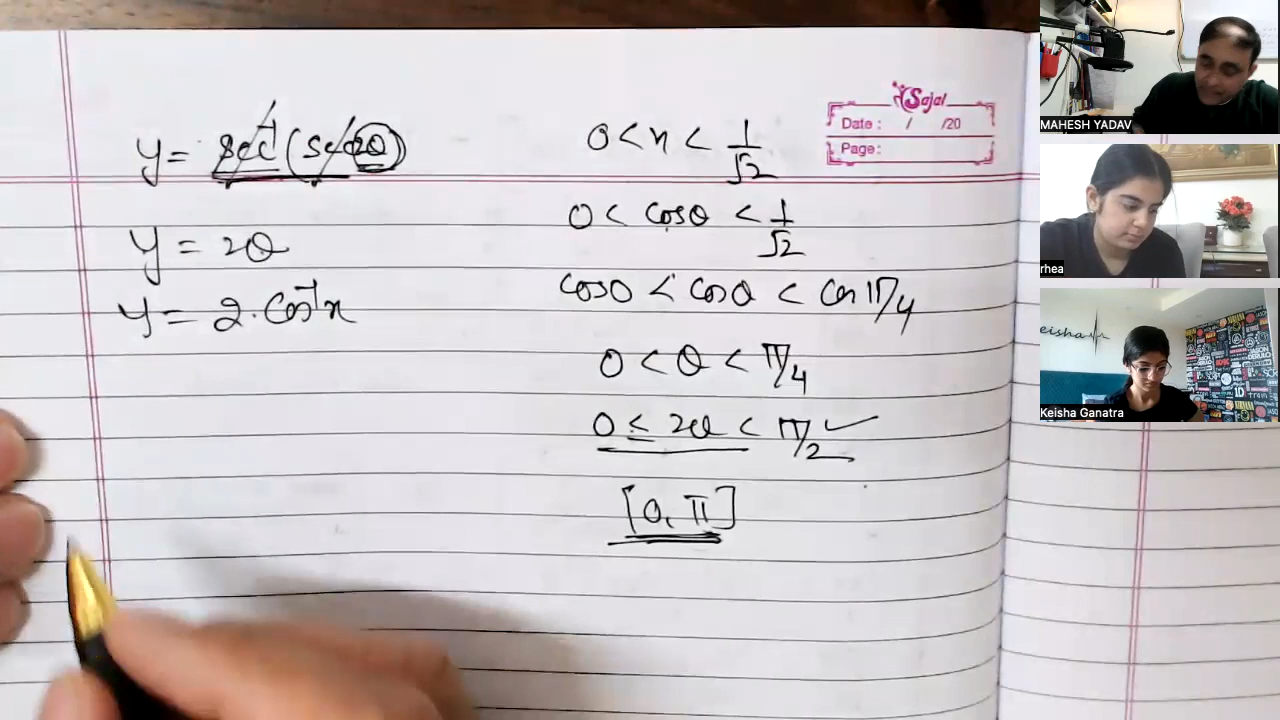 y = sec⁻¹(sec 2θ)
y = 2θ
y = 2·cos⁻¹x
0 < x < 1/√2
0 < cosθ < 1/√2
cos0 < cosθ < cos π/4
0 < θ < π/4
0 ≤ 2θ < π/2 ✓
[0, π]
Sajal
Date : / /20
Page:
MAHESH YADAV
rhea
eisha
Keisha Ganatra